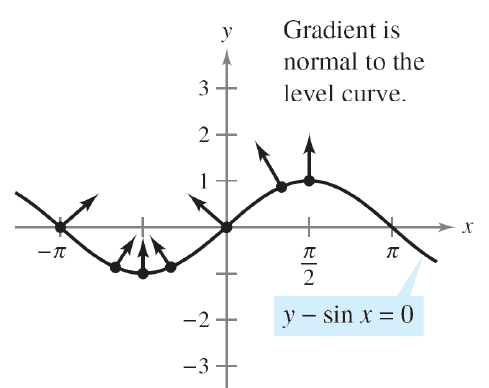 y
Gradient is
normal to the
level curve.
3
2
1
x
−π
π/2
π
y − sin x = 0
−2
−3